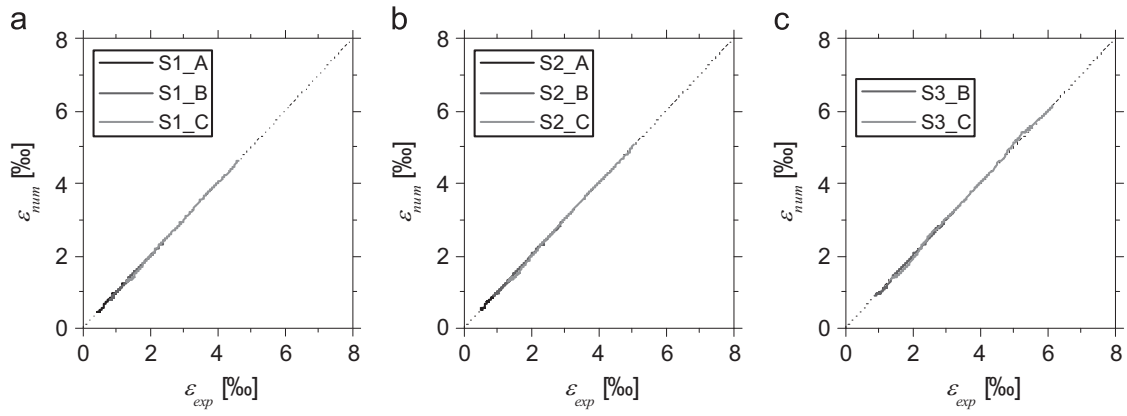 a
8
6
4
2
0
ε_num [‰]
S1_A
S1_B
S1_C
0 2 4 6 8
ε_exp [‰]
b
8
6
4
2
0
ε_num [‰]
S2_A
S2_B
S2_C
0 2 4 6 8
ε_exp [‰]
c
8
6
4
2
0
ε_num [‰]
S3_B
S3_C
0 2 4 6 8
ε_exp [‰]